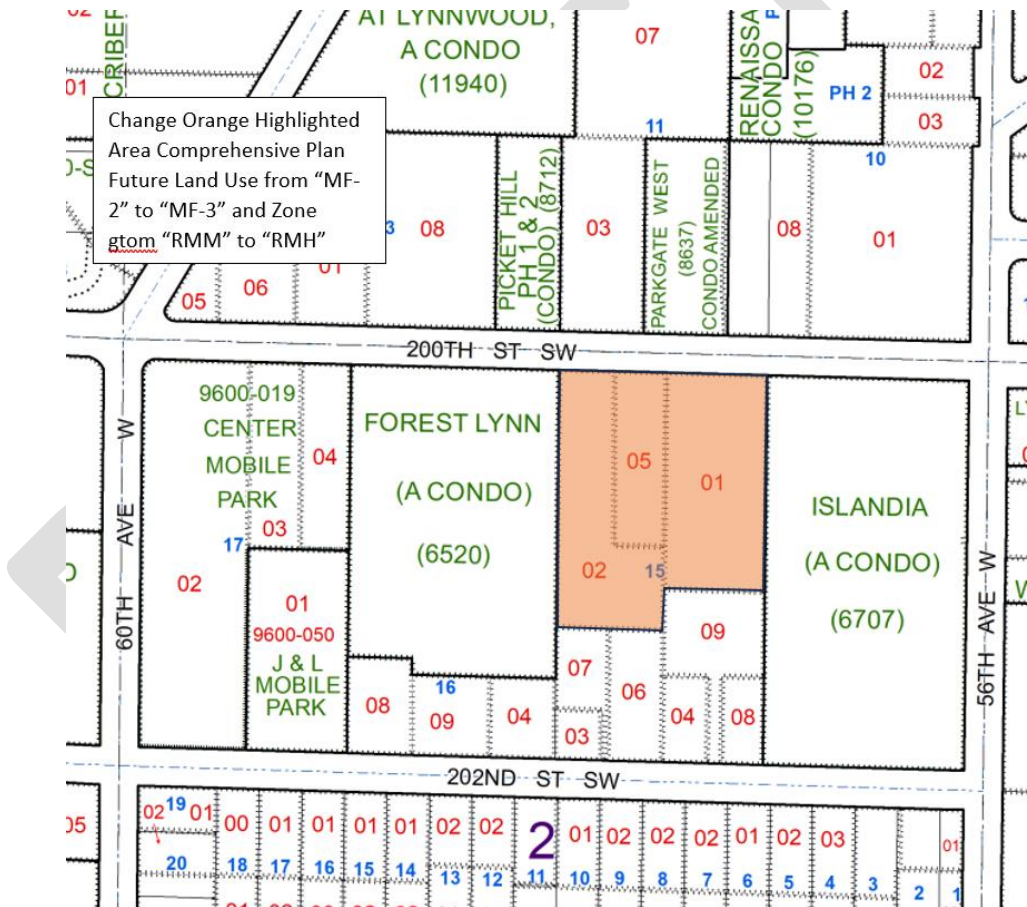 02
01
CRIBER
AT LYNNWOOD,
A CONDO
(11940)
07
11
RENAISSA
CONDO
(10176)
P
PH 2
02
03
10
Change Orange Highlighted
Area Comprehensive Plan
Future Land Use from “MF-
2” to “MF-3” and Zone
gtom “RMM” to “RMH”
O-S
3
08
PICKET HILL
PH 1 & 2
(CONDO) (8712)
03
PARKGATE WEST
(8637)
CONDO AMENDED
08
01
05
06
01
200TH ST SW
60TH AVE W
9600-019
CENTER
MOBILE
PARK
04
03
17
02
01
9600-050
J & L
MOBILE
PARK
FOREST LYNN
(A CONDO)
(6520)
08
16
09
04
05
01
02
15
09
07
06
03
04
08
ISLANDIA
(A CONDO)
(6707)
56TH AVE W
202ND ST SW
05
02
19
01
00
01
01
01
01
02
02
2
01
02
02
02
01
02
03
01
20
18
17
16
15
14
13
12
11
10
9
8
7
6
5
4
3
2
1